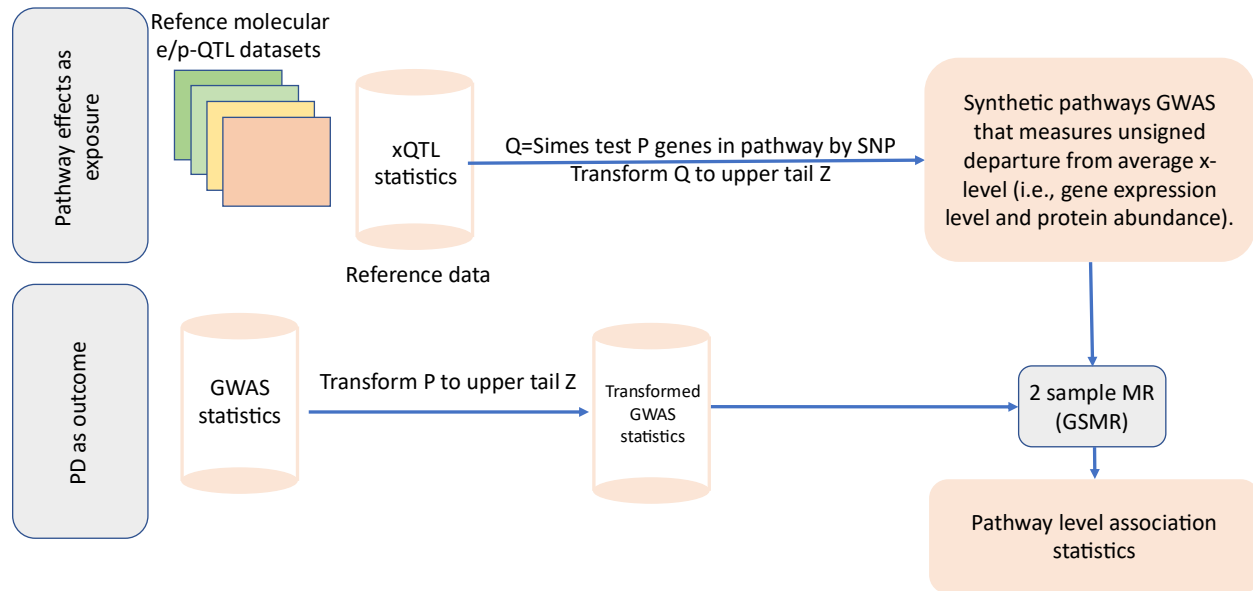 Pathway effects as
exposure
Refence molecular
e/p-QTL datasets
xQTL
statistics
Reference data
Q=Simes test P genes in pathway by SNP
Transform Q to upper tail Z
Synthetic pathways GWAS
that measures unsigned
departure from average x-
level (i.e., gene expression
level and protein abundance).
PD as outcome
GWAS
statistics
Transform P to upper tail Z
Transformed
GWAS
statistics
2 sample MR
(GSMR)
Pathway level association
statistics